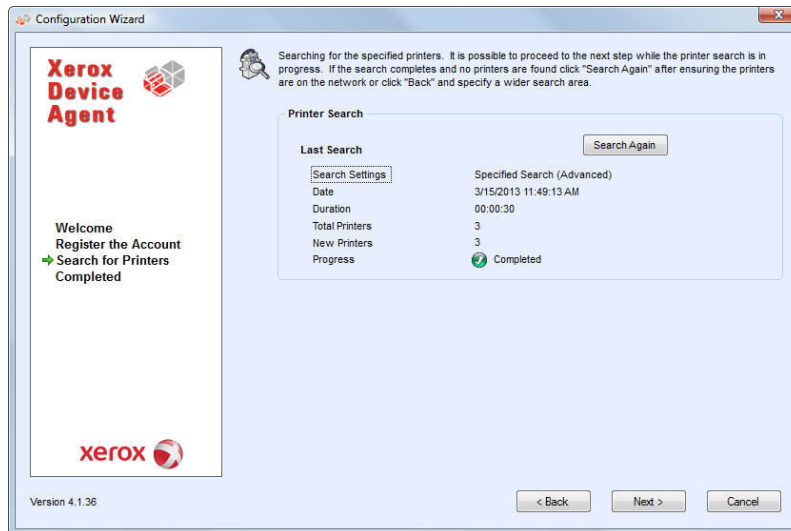 Configuration Wizard
Xerox
Device
Agent
Welcome
Register the Account
Search for Printers
Completed
xerox
Searching for the specified printers. It is possible to proceed to the next step while the printer search is in
progress. If the search completes and no printers are found click "Search Again" after ensuring the printers
are on the network or click "Back" and specify a wider search area.
Printer Search
Last Search
Search Again
Search Settings Specified Search (Advanced)
Date 3/15/2013 11:49:13 AM
Duration 00:00:30
Total Printers 3
New Printers 3
Progress Completed
Version 4.1.36
< Back Next > Cancel